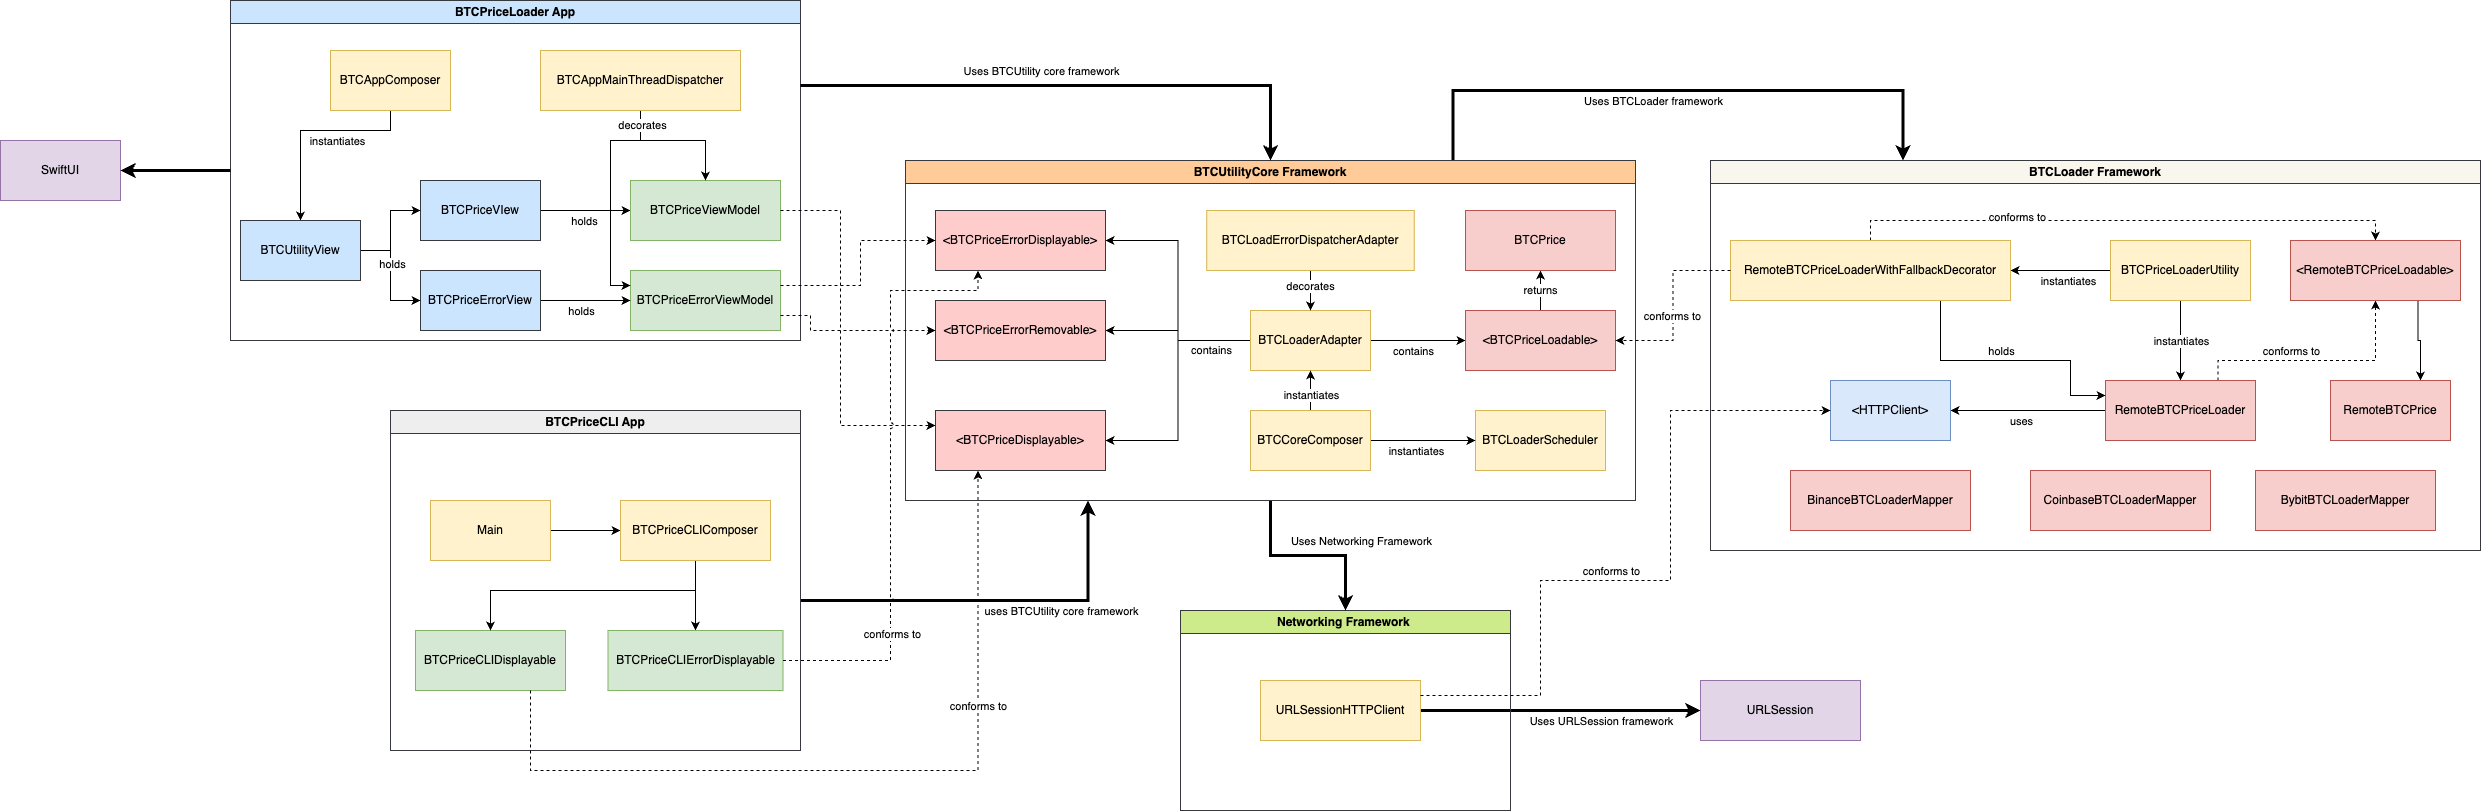 BTCPriceLoader App
BTCAppComposer
BTCAppMainThreadDispatcher
instantiates
decorates
SwiftUI
BTCUtilityView
holds
BTCPriceVIew
holds
BTCPriceViewModel
BTCPriceErrorView
holds
BTCPriceErrorViewModel
Uses BTCUtility core framework
Uses BTCLoader framework
BTCUtilityCore Framework
<BTCPriceErrorDisplayable>
BTCLoadErrorDispatcherAdapter
BTCPrice
decorates
returns
<BTCPriceErrorRemovable>
BTCLoaderAdapter
<BTCPriceLoadable>
contains
contains
instantiates
<BTCPriceDisplayable>
BTCCoreComposer
BTCLoaderScheduler
instantiates
BTCLoader Framework
conforms to
RemoteBTCPriceLoaderWithFallbackDecorator
BTCPriceLoaderUtility
<RemoteBTCPriceLoadable>
instantiates
conforms to
instantiates
holds
conforms to
<HTTPClient>
RemoteBTCPriceLoader
RemoteBTCPrice
uses
BinanceBTCLoaderMapper
CoinbaseBTCLoaderMapper
BybitBTCLoaderMapper
BTCPriceCLI App
Main
BTCPriceCLIComposer
BTCPriceCLIDisplayable
BTCPriceCLIErrorDisplayable
uses BTCUtility core framework
conforms to
conforms to
Uses Networking Framework
conforms to
Networking Framework
URLSessionHTTPClient
Uses URLSession framework
URLSession